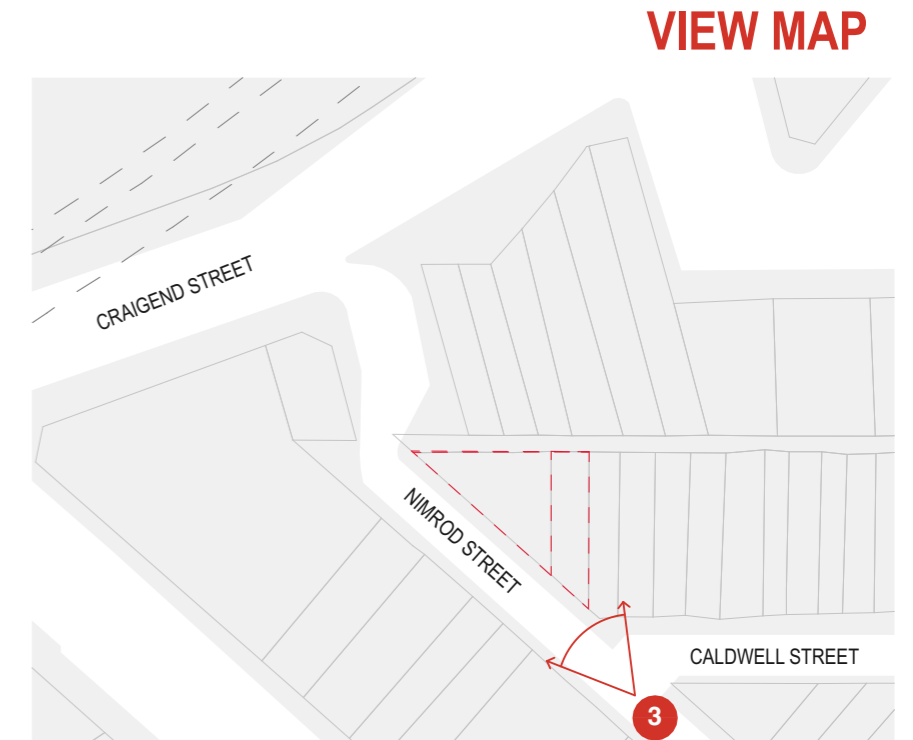 VIEW MAP
CRAIGEND STREET
NIMROD STREET
CALDWELL STREET
3